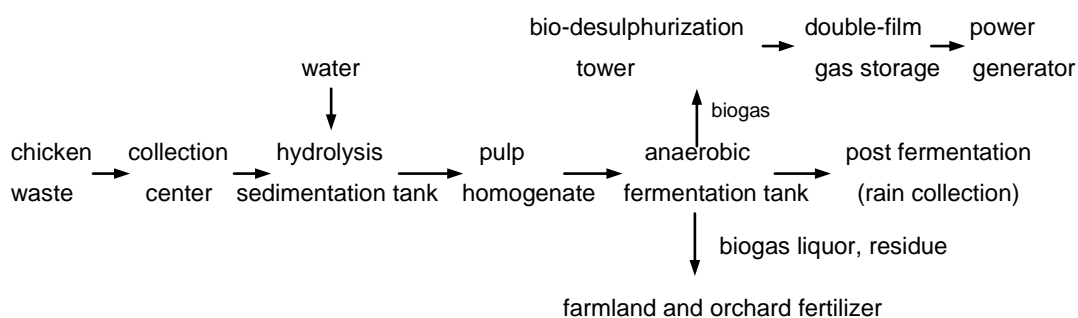 bio-desulphurization tower
double-film gas storage
power generator
water
biogas
chicken waste
collection center
hydrolysis sedimentation tank
pulp homogenate
anaerobic fermentation tank
post fermentation (rain collection)
biogas liquor, residue
farmland and orchard fertilizer